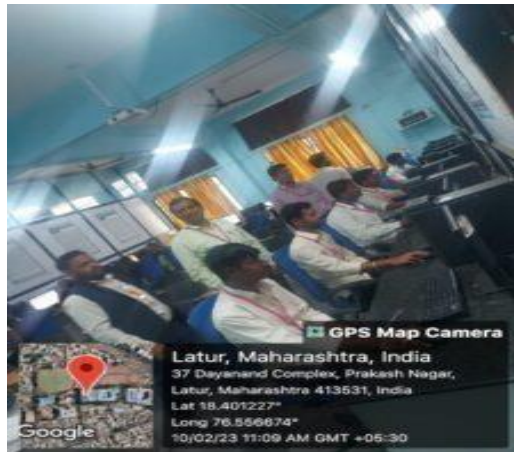 GPS Map Camera
Latur, Maharashtra, India
37 Dayanand Complex, Prakash Nagar,
Latur, Maharashtra 413531, India
Lat 18.401227°
Long 76.556674°
10/02/23 11:09 AM GMT +05:30
Google